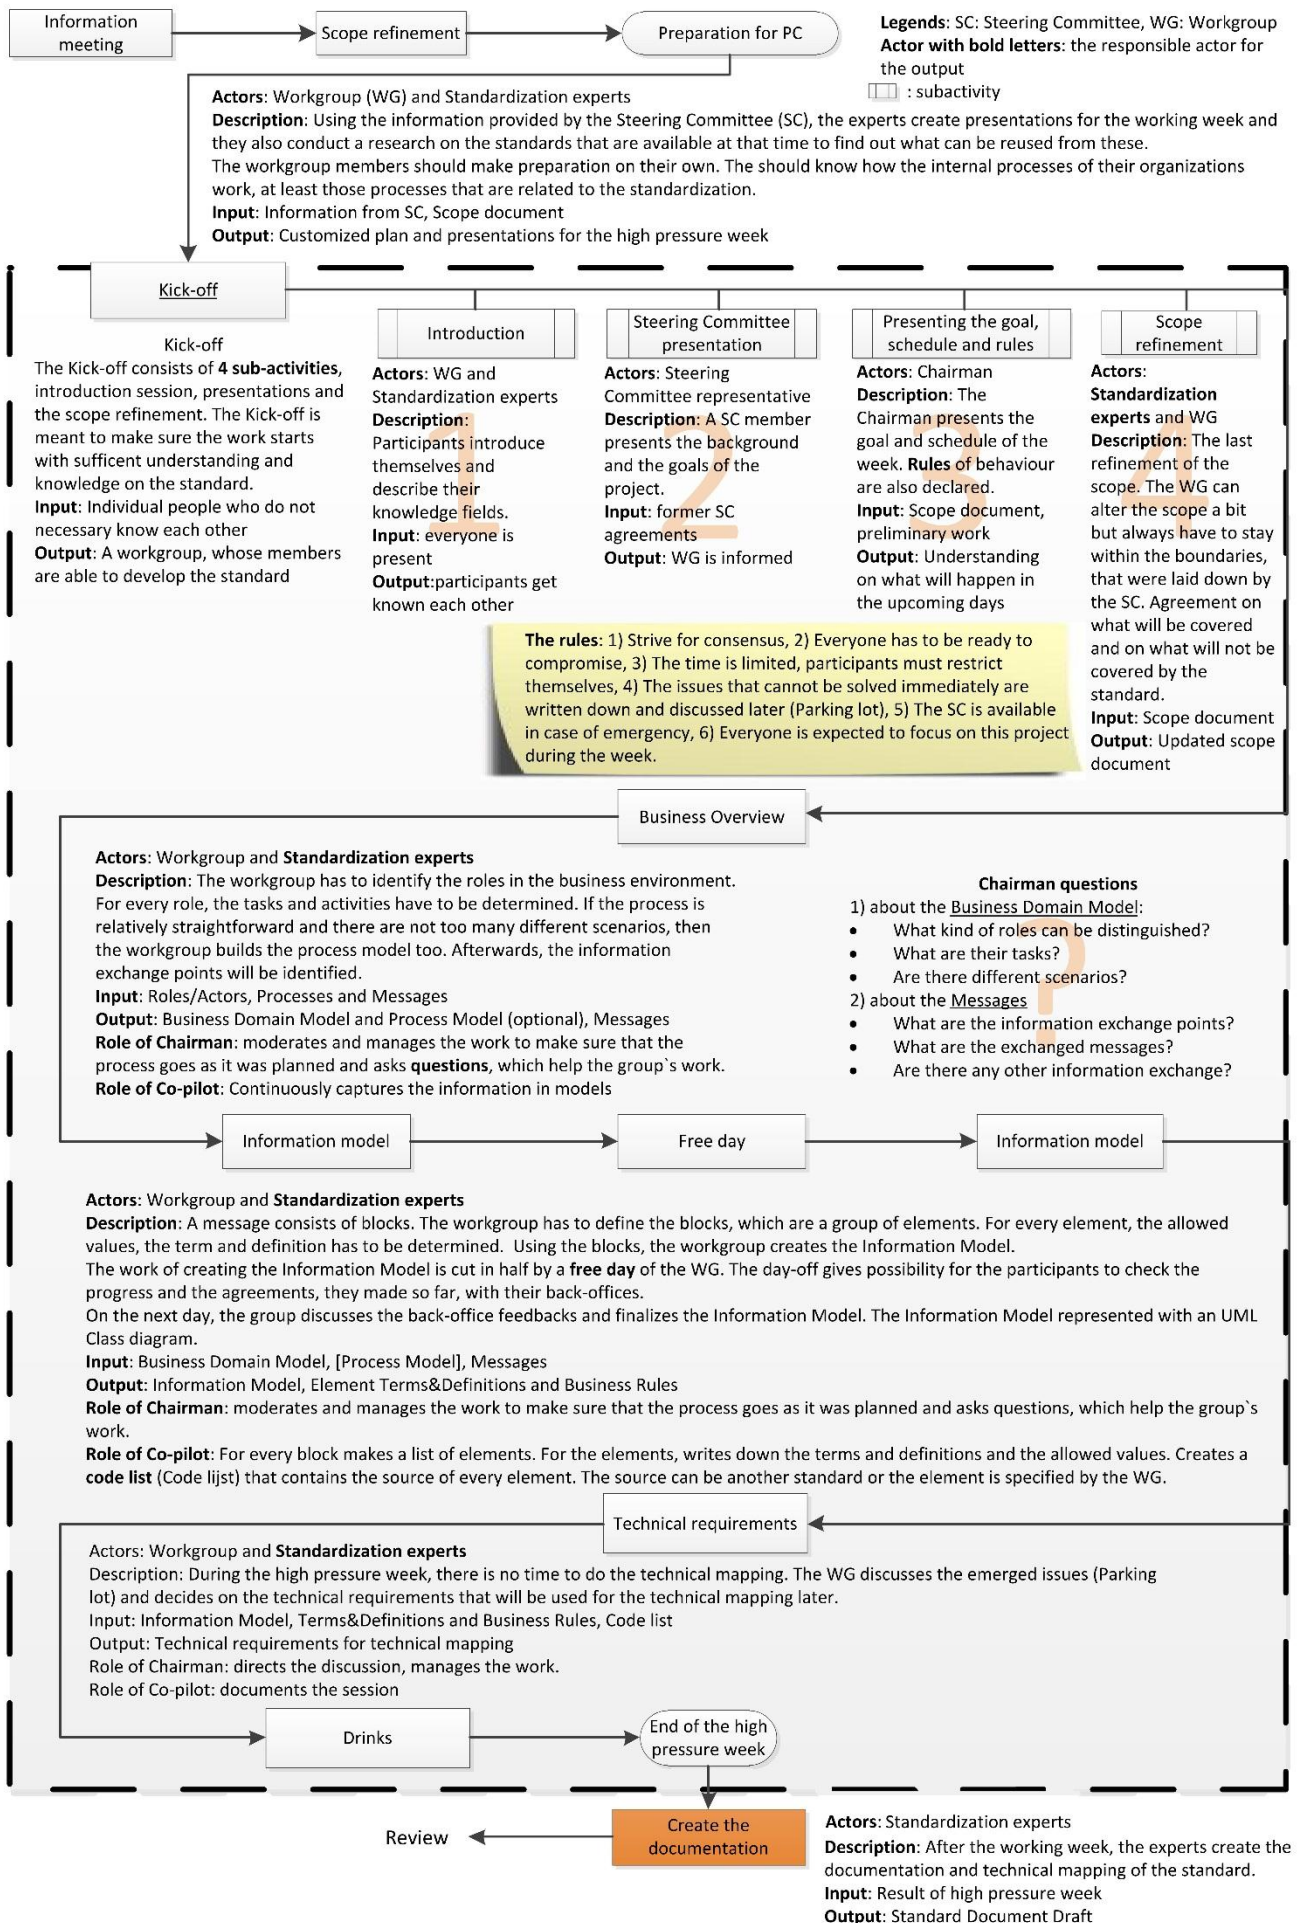 Information
meeting
Scope refinement
Preparation for PC
Legends: SC: Steering Committee, WG: Workgroup
Actor with bold letters: the responsible actor for
the output
: subactivity
Actors: Workgroup (WG) and Standardization experts
Description: Using the information provided by the Steering Committee (SC), the experts create presentations for the working week and
they also conduct a research on the standards that are available at that time to find out what can be reused from these.
The workgroup members should make preparation on their own. The should know how the internal processes of their organizations
work, at least those processes that are related to the standardization.
Input: Information from SC, Scope document
Output: Customized plan and presentations for the high pressure week
Kick-off
Kick-off
The Kick-off consists of 4 sub-activities,
introduction session, presentations and
the scope refinement. The Kick-off is
meant to make sure the work starts
with sufficent understanding and
knowledge on the standard.
Input: Individual people who do not
necessary know each other
Output: A workgroup, whose members
are able to develop the standard
Introduction
1
Actors: WG and
Standardization experts
Description:
Participants introduce
themselves and
describe their
knowledge fields.
Input: everyone is
present
Output:participants get
known each other
Steering Committee
presentation
2
Actors: Steering
Committee representative
Description: A SC member
presents the background
and the goals of the
project.
Input: former SC
agreements
Output: WG is informed
Presenting the goal,
schedule and rules
3
Actors: Chairman
Description: The
Chairman presents the
goal and schedule of the
week. Rules of behaviour
are also declared.
Input: Scope document,
preliminary work
Output: Understanding
on what will happen in
the upcoming days
Scope
refinement
4
Actors:
Standardization
experts and WG
Description: The last
refinement of the
scope. The WG can
alter the scope a bit
but always have to stay
within the boundaries,
that were laid down by
the SC. Agreement on
what will be covered
and on what will not be
covered by the
standard.
Input: Scope document
Output: Updated scope
document
The rules: 1) Strive for consensus, 2) Everyone has to be ready to
compromise, 3) The time is limited, participants must restrict
themselves, 4) The issues that cannot be solved immediately are
written down and discussed later (Parking lot), 5) The SC is available
in case of emergency, 6) Everyone is expected to focus on this project
during the week.
Business Overview
Actors: Workgroup and Standardization experts
Description: The workgroup has to identify the roles in the business environment.
For every role, the tasks and activities have to be determined. If the process is
relatively straightforward and there are not too many different scenarios, then
the workgroup builds the process model too. Afterwards, the information
exchange points will be identified.
Input: Roles/Actors, Processes and Messages
Output: Business Domain Model and Process Model (optional), Messages
Role of Chairman: moderates and manages the work to make sure that the
process goes as it was planned and asks questions, which help the group`s work.
Role of Co-pilot: Continuously captures the information in models
?
Chairman questions
1) about the Business Domain Model:
• What kind of roles can be distinguished?
• What are their tasks?
• Are there different scenarios?
2) about the Messages
• What are the information exchange points?
• What are the exchanged messages?
• Are there any other information exchange?
Information model
Free day
Information model
Actors: Workgroup and Standardization experts
Description: A message consists of blocks. The workgroup has to define the blocks, which are a group of elements. For every element, the allowed
values, the term and definition has to be determined. Using the blocks, the workgroup creates the Information Model.
The work of creating the Information Model is cut in half by a free day of the WG. The day-off gives possibility for the participants to check the
progress and the agreements, they made so far, with their back-offices.
On the next day, the group discusses the back-office feedbacks and finalizes the Information Model. The Information Model represented with an UML
Class diagram.
Input: Business Domain Model, [Process Model], Messages
Output: Information Model, Element Terms&Definitions and Business Rules
Role of Chairman: moderates and manages the work to make sure that the process goes as it was planned and asks questions, which help the group`s
work.
Role of Co-pilot: For every block makes a list of elements. For the elements, writes down the terms and definitions and the allowed values. Creates a
code list (Code lijst) that contains the source of every element. The source can be another standard or the element is specified by the WG.
Technical requirements
Actors: Workgroup and Standardization experts
Description: During the high pressure week, there is no time to do the technical mapping. The WG discusses the emerged issues (Parking
lot) and decides on the technical requirements that will be used for the technical mapping later.
Input: Information Model, Terms&Definitions and Business Rules, Code list
Output: Technical requirements for technical mapping
Role of Chairman: directs the discussion, manages the work.
Role of Co-pilot: documents the session
Drinks
End of the high
pressure week
Create the
documentation
Review
Actors: Standardization experts
Description: After the working week, the experts create the
documentation and technical mapping of the standard.
Input: Result of high pressure week
Output: Standard Document Draft